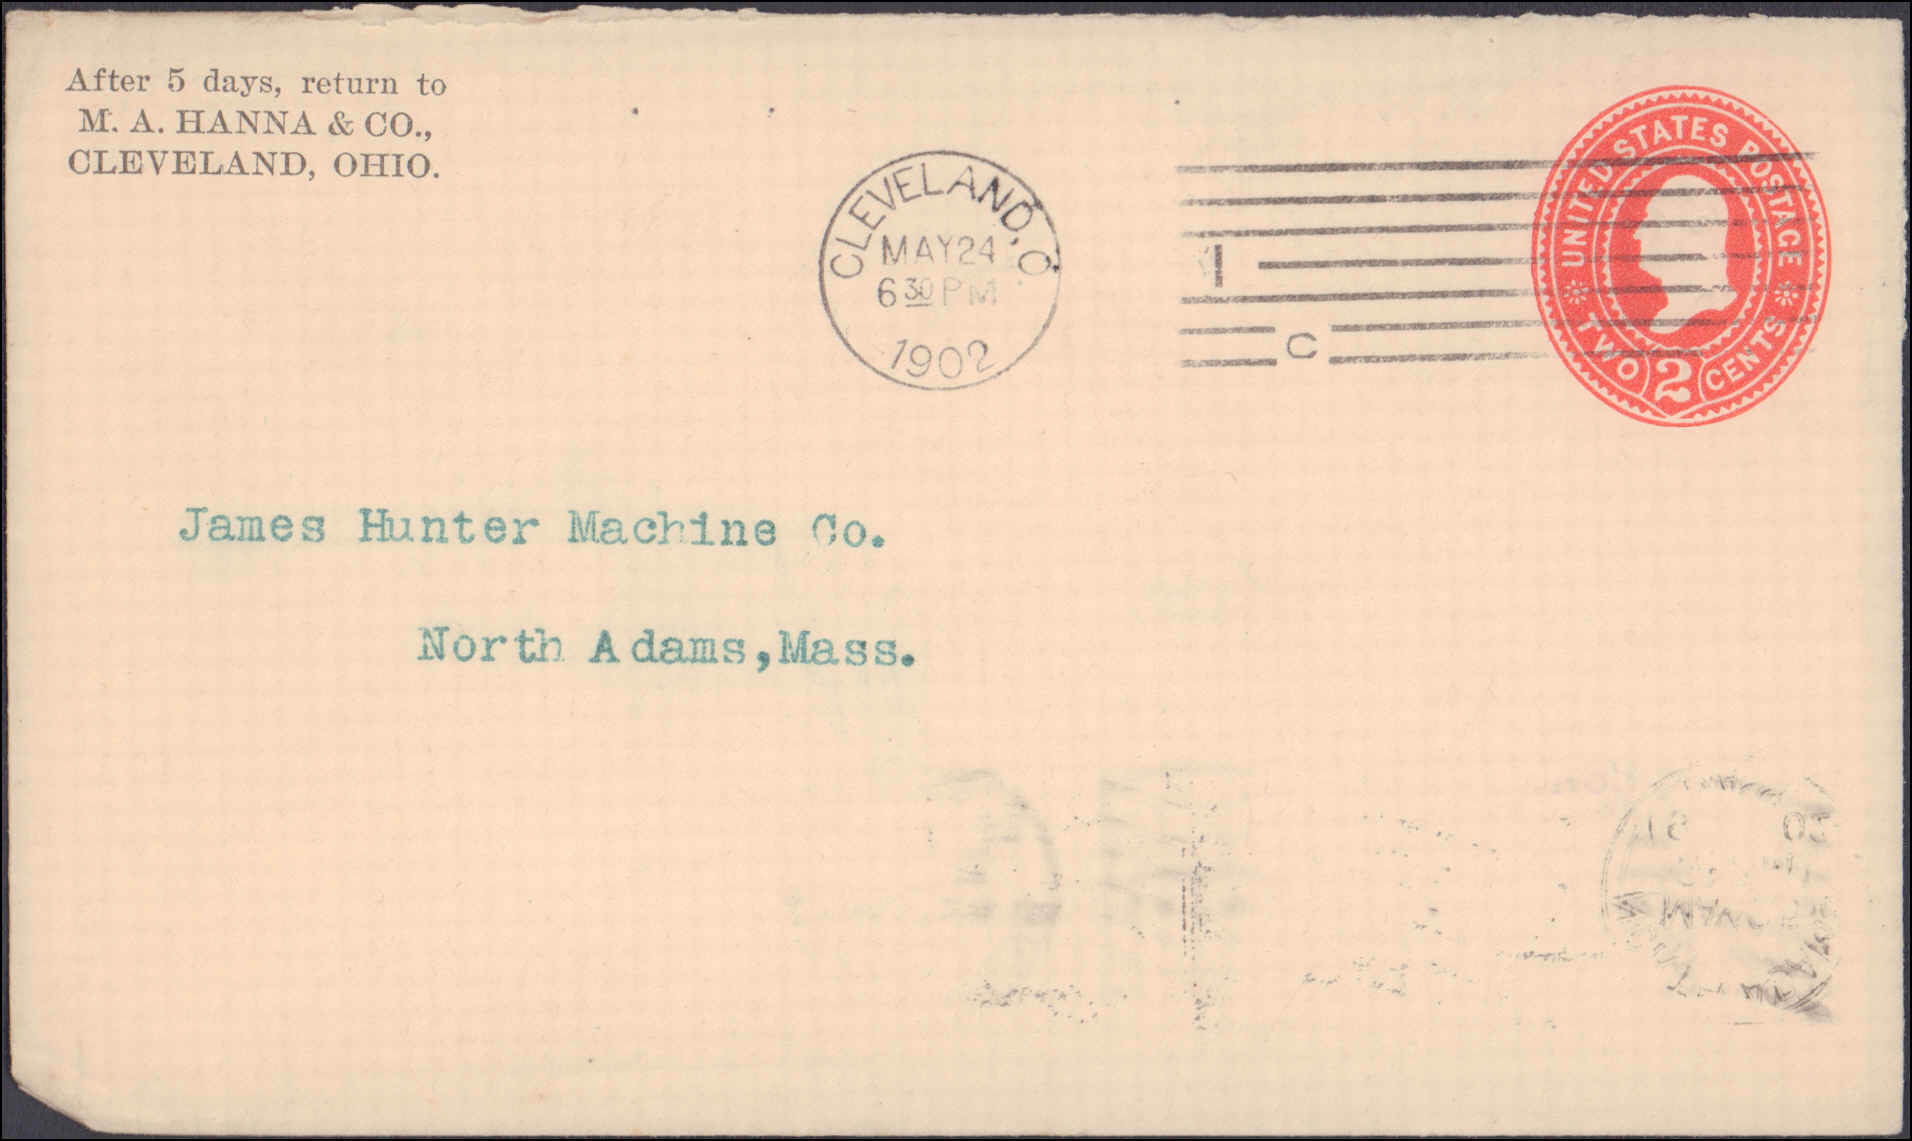 After 5 days, return to
M. A. HANNA & CO.,
CLEVELAND, OHIO.
CLEVELAND, O.
MAY 24
6 30 PM
1902
1
C
UNITED STATES POSTAGE
TWO 2 CENTS
James Hunter Machine Co.
North Adams,Mass.